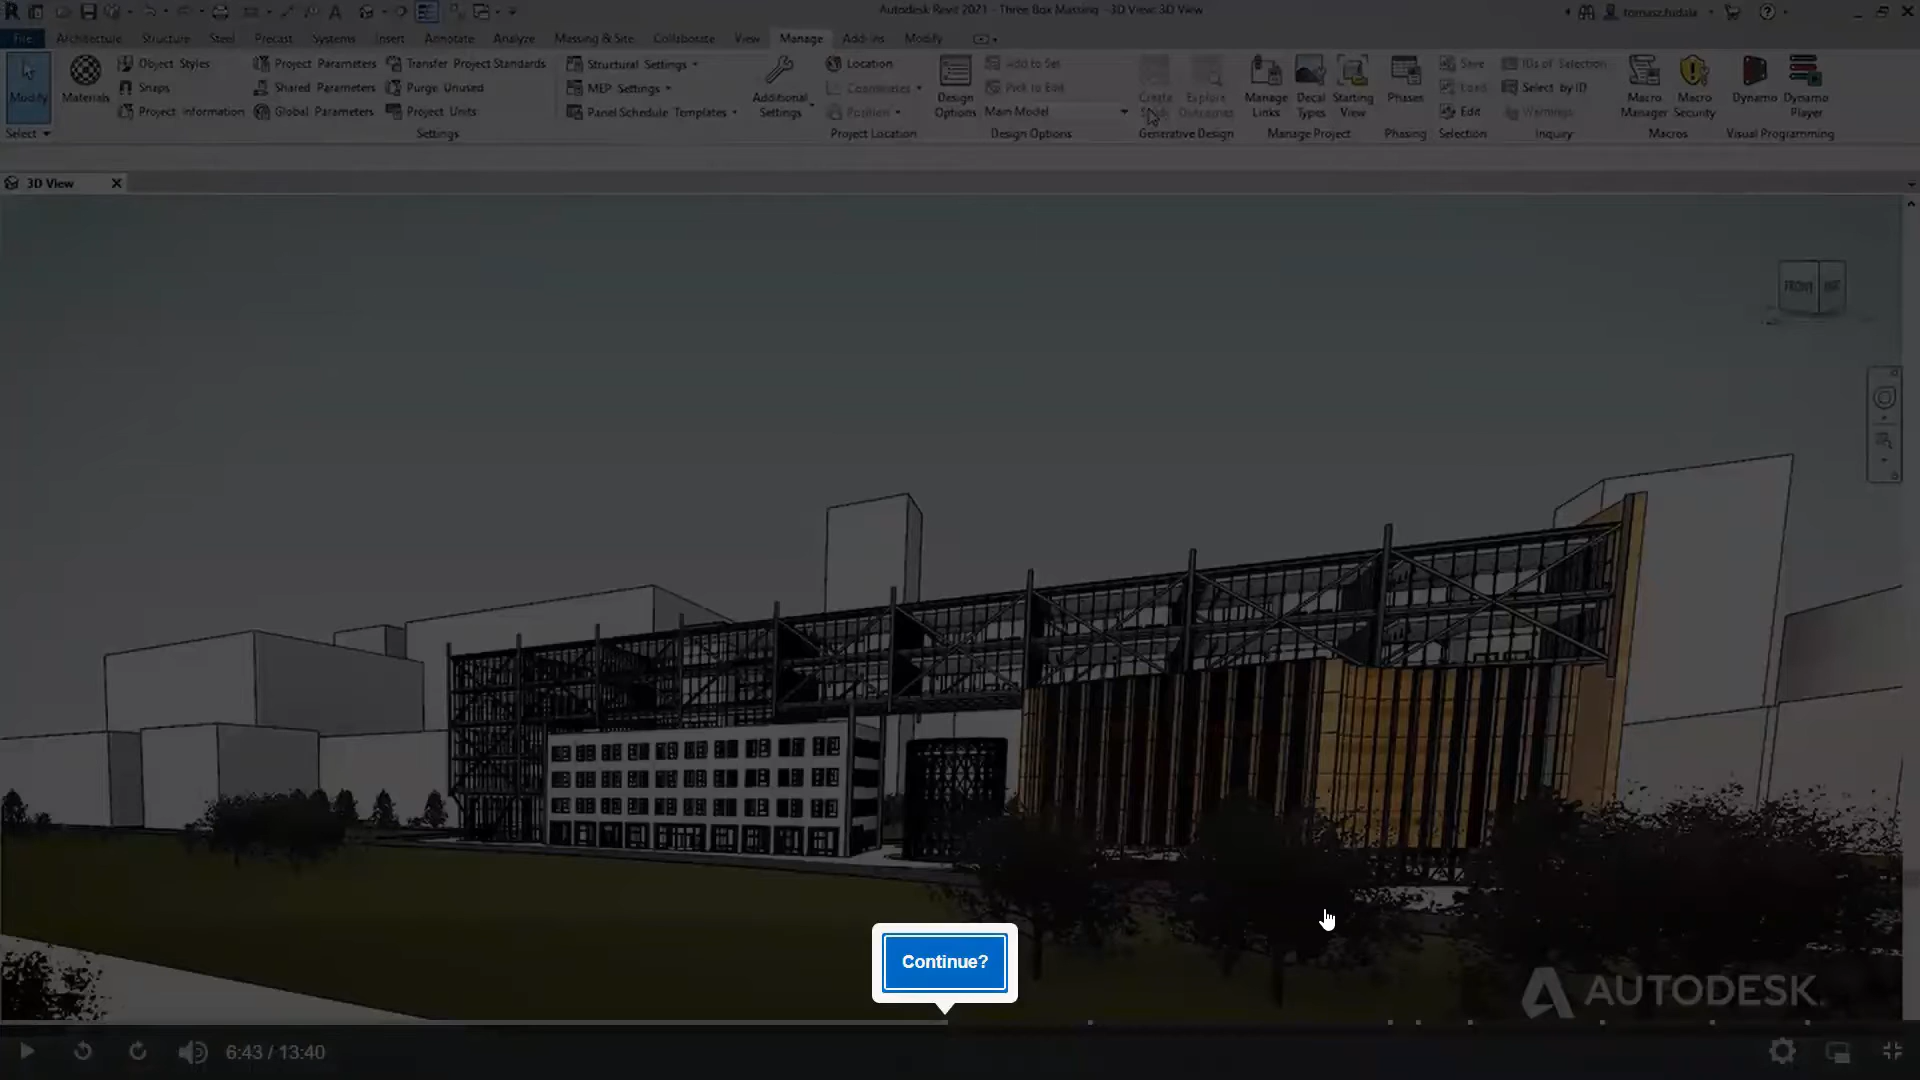 Autodesk Revit 2021 - Three Box Massing - 3D View: 3D View
tomasz.fudala
File Architecture Structure Steel Precast Systems Insert Annotate Analyze Massing & Site Collaborate View Manage Add-Ins Modify
Modify
Select
Materials
Object Styles
Snaps
Project Information
Project Parameters
Shared Parameters
Global Parameters
Transfer Project Standards
Purge Unused
Project Units
Settings
Structural Settings
MEP Settings
Panel Schedule Templates
Additional Settings
Location
Coordinates
Position
Project Location
Design Options
Add to Set
Pick to Edit
Main Model
Design Options
Create Study
Explore Outcomes
Generative Design
Manage Links
Decal Types
Starting View
Manage Project
Phases
Phasing
Save
Load
Edit
Selection
IDs of Selection
Select by ID
Warnings
Inquiry
Macro Manager
Macro Security
Macros
Dynamo
Dynamo Player
Visual Programming
3D View
FRONT
Continue?
AUTODESK.
6:43 / 13:40